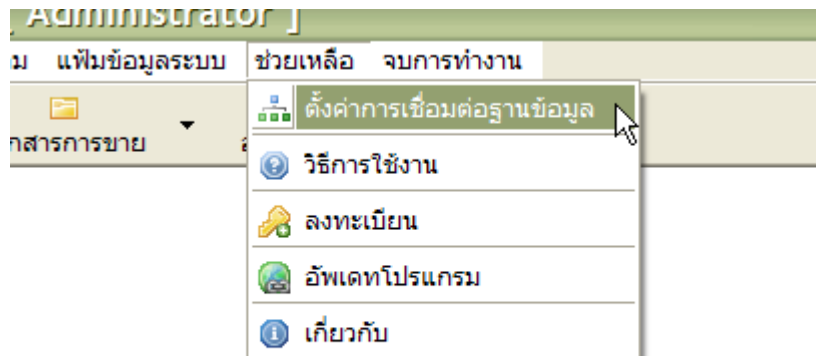 Administrator ]
แฟ้มข้อมูลระบบ ช่วยเหลือ จบการทำงาน
ตั้งค่าการเชื่อมต่อฐานข้อมูล
กสารการขาย
วิธีการใช้งาน
ลงทะเบียน
อัพเดทโปรแกรม
เกี่ยวกับ